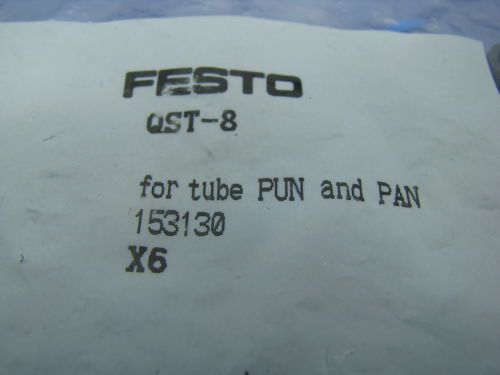 FESTO
QST-8
for tube PUN and PAN
153130
X6